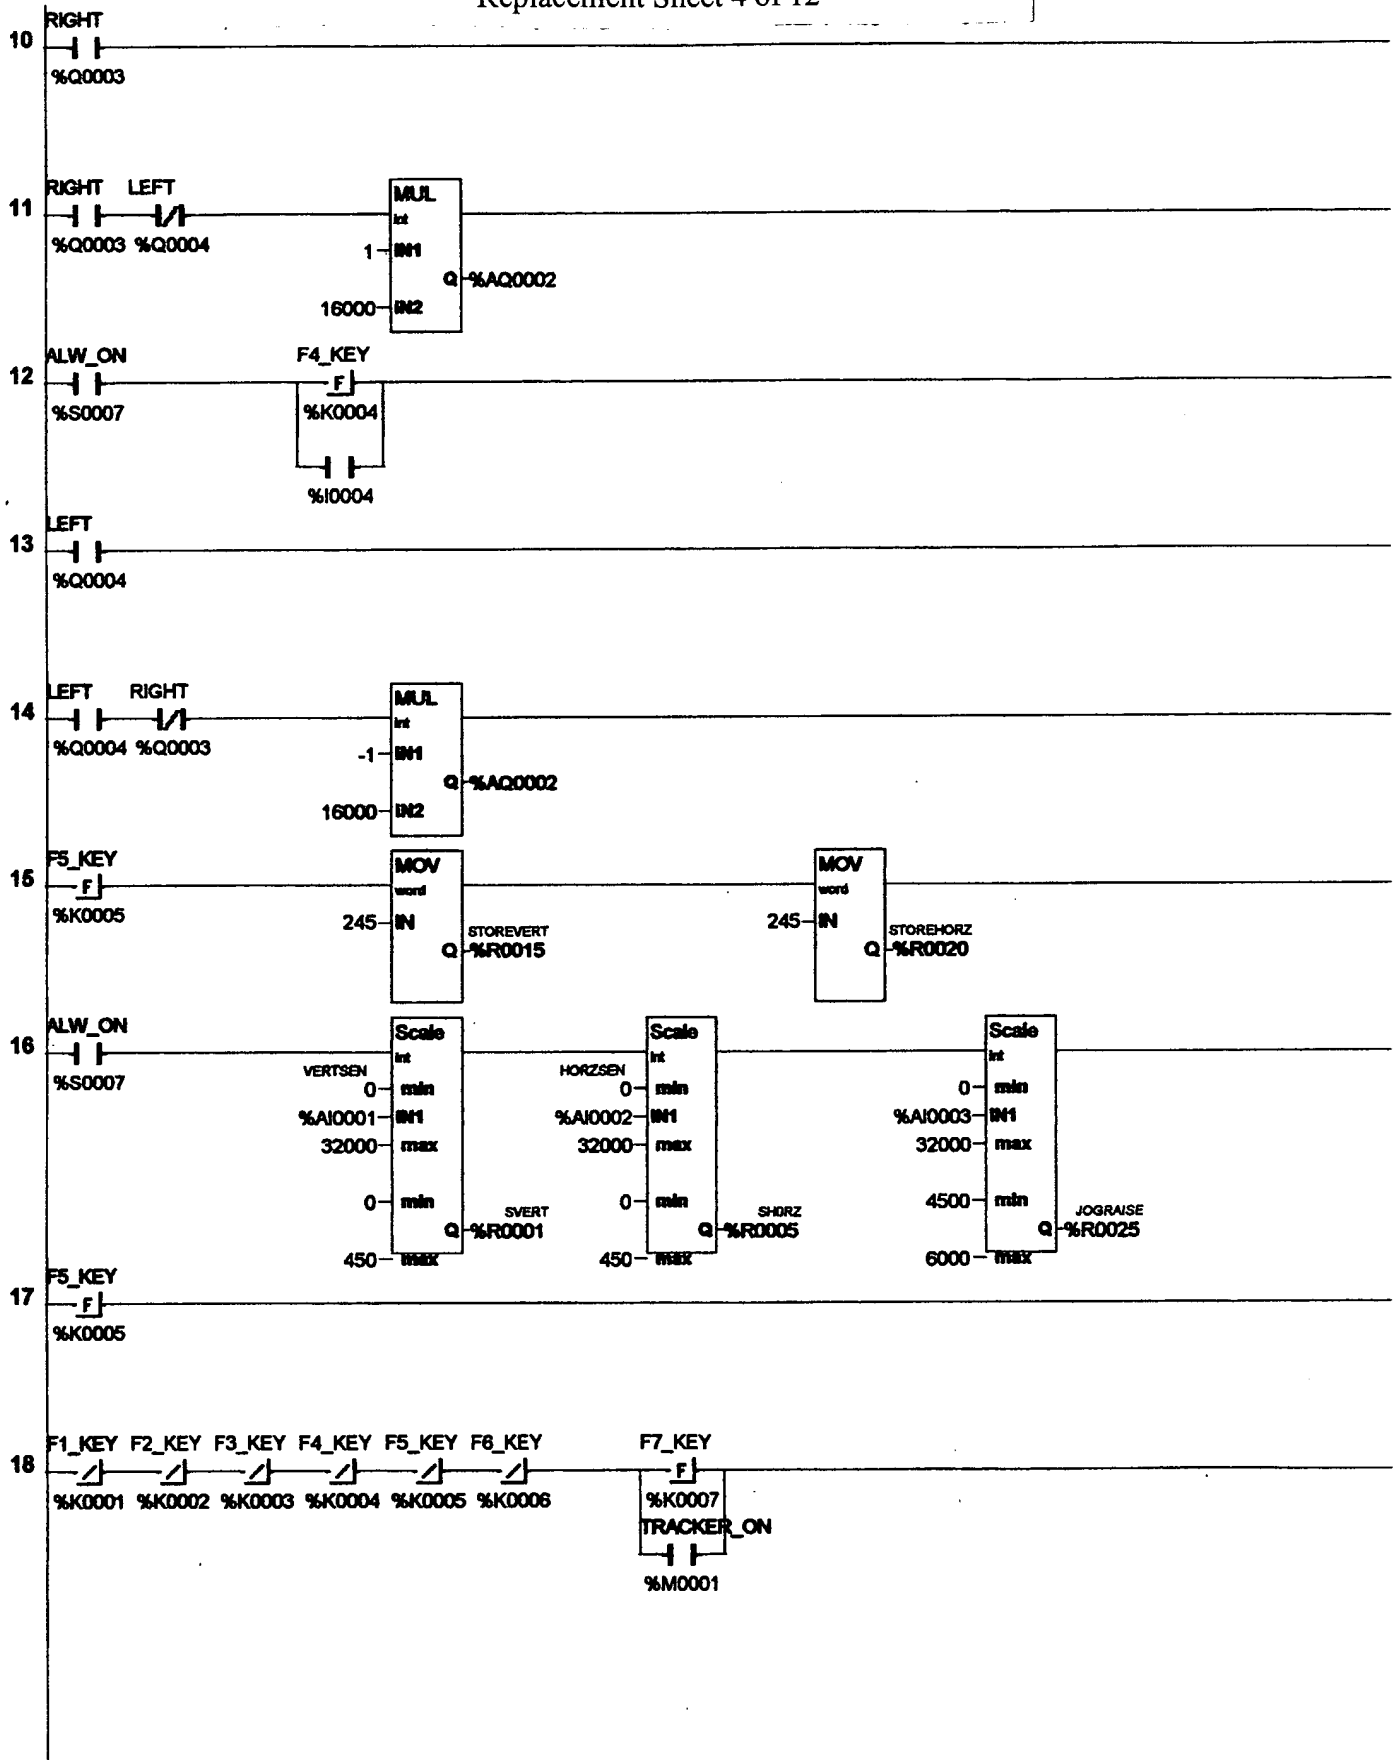 Replacement Sheet 4 of 12
RIGHT
10
%Q0003
RIGHT LEFT
11
%Q0003 %Q0004
MUL
int
1 IN1
Q %AQ0002
16000 IN2
ALW_ON F4_KEY
12
F
%S0007 %K0004
%I0004
LEFT
13
%Q0004
LEFT RIGHT
14
%Q0004 %Q0003
MUL
int
-1 IN1
Q %AQ0002
16000 IN2
F5_KEY
15
F
%K0005
MOV
word
245 IN
STOREVERT
Q %R0015
MOV
word
245 IN
STOREHORZ
Q %R0020
ALW_ON
16
%S0007
Scale
int
VERTSEN
0 min
%AI0001 IN1
32000 max
0 min
SVERT
Q %R0001
450 max
Scale
int
HORZSEN
0 min
%AI0002 IN1
32000 max
0 min
SHORZ
Q %R0005
450 max
Scale
int
0 min
%AI0003 IN1
32000 max
4500 min
JOGRAISE
Q %R0025
6000 max
F5_KEY
17
F
%K0005
F1_KEY F2_KEY F3_KEY F4_KEY F5_KEY F6_KEY F7_KEY
18
F
%K0001 %K0002 %K0003 %K0004 %K0005 %K0006 %K0007
TRACKER_ON
%M0001